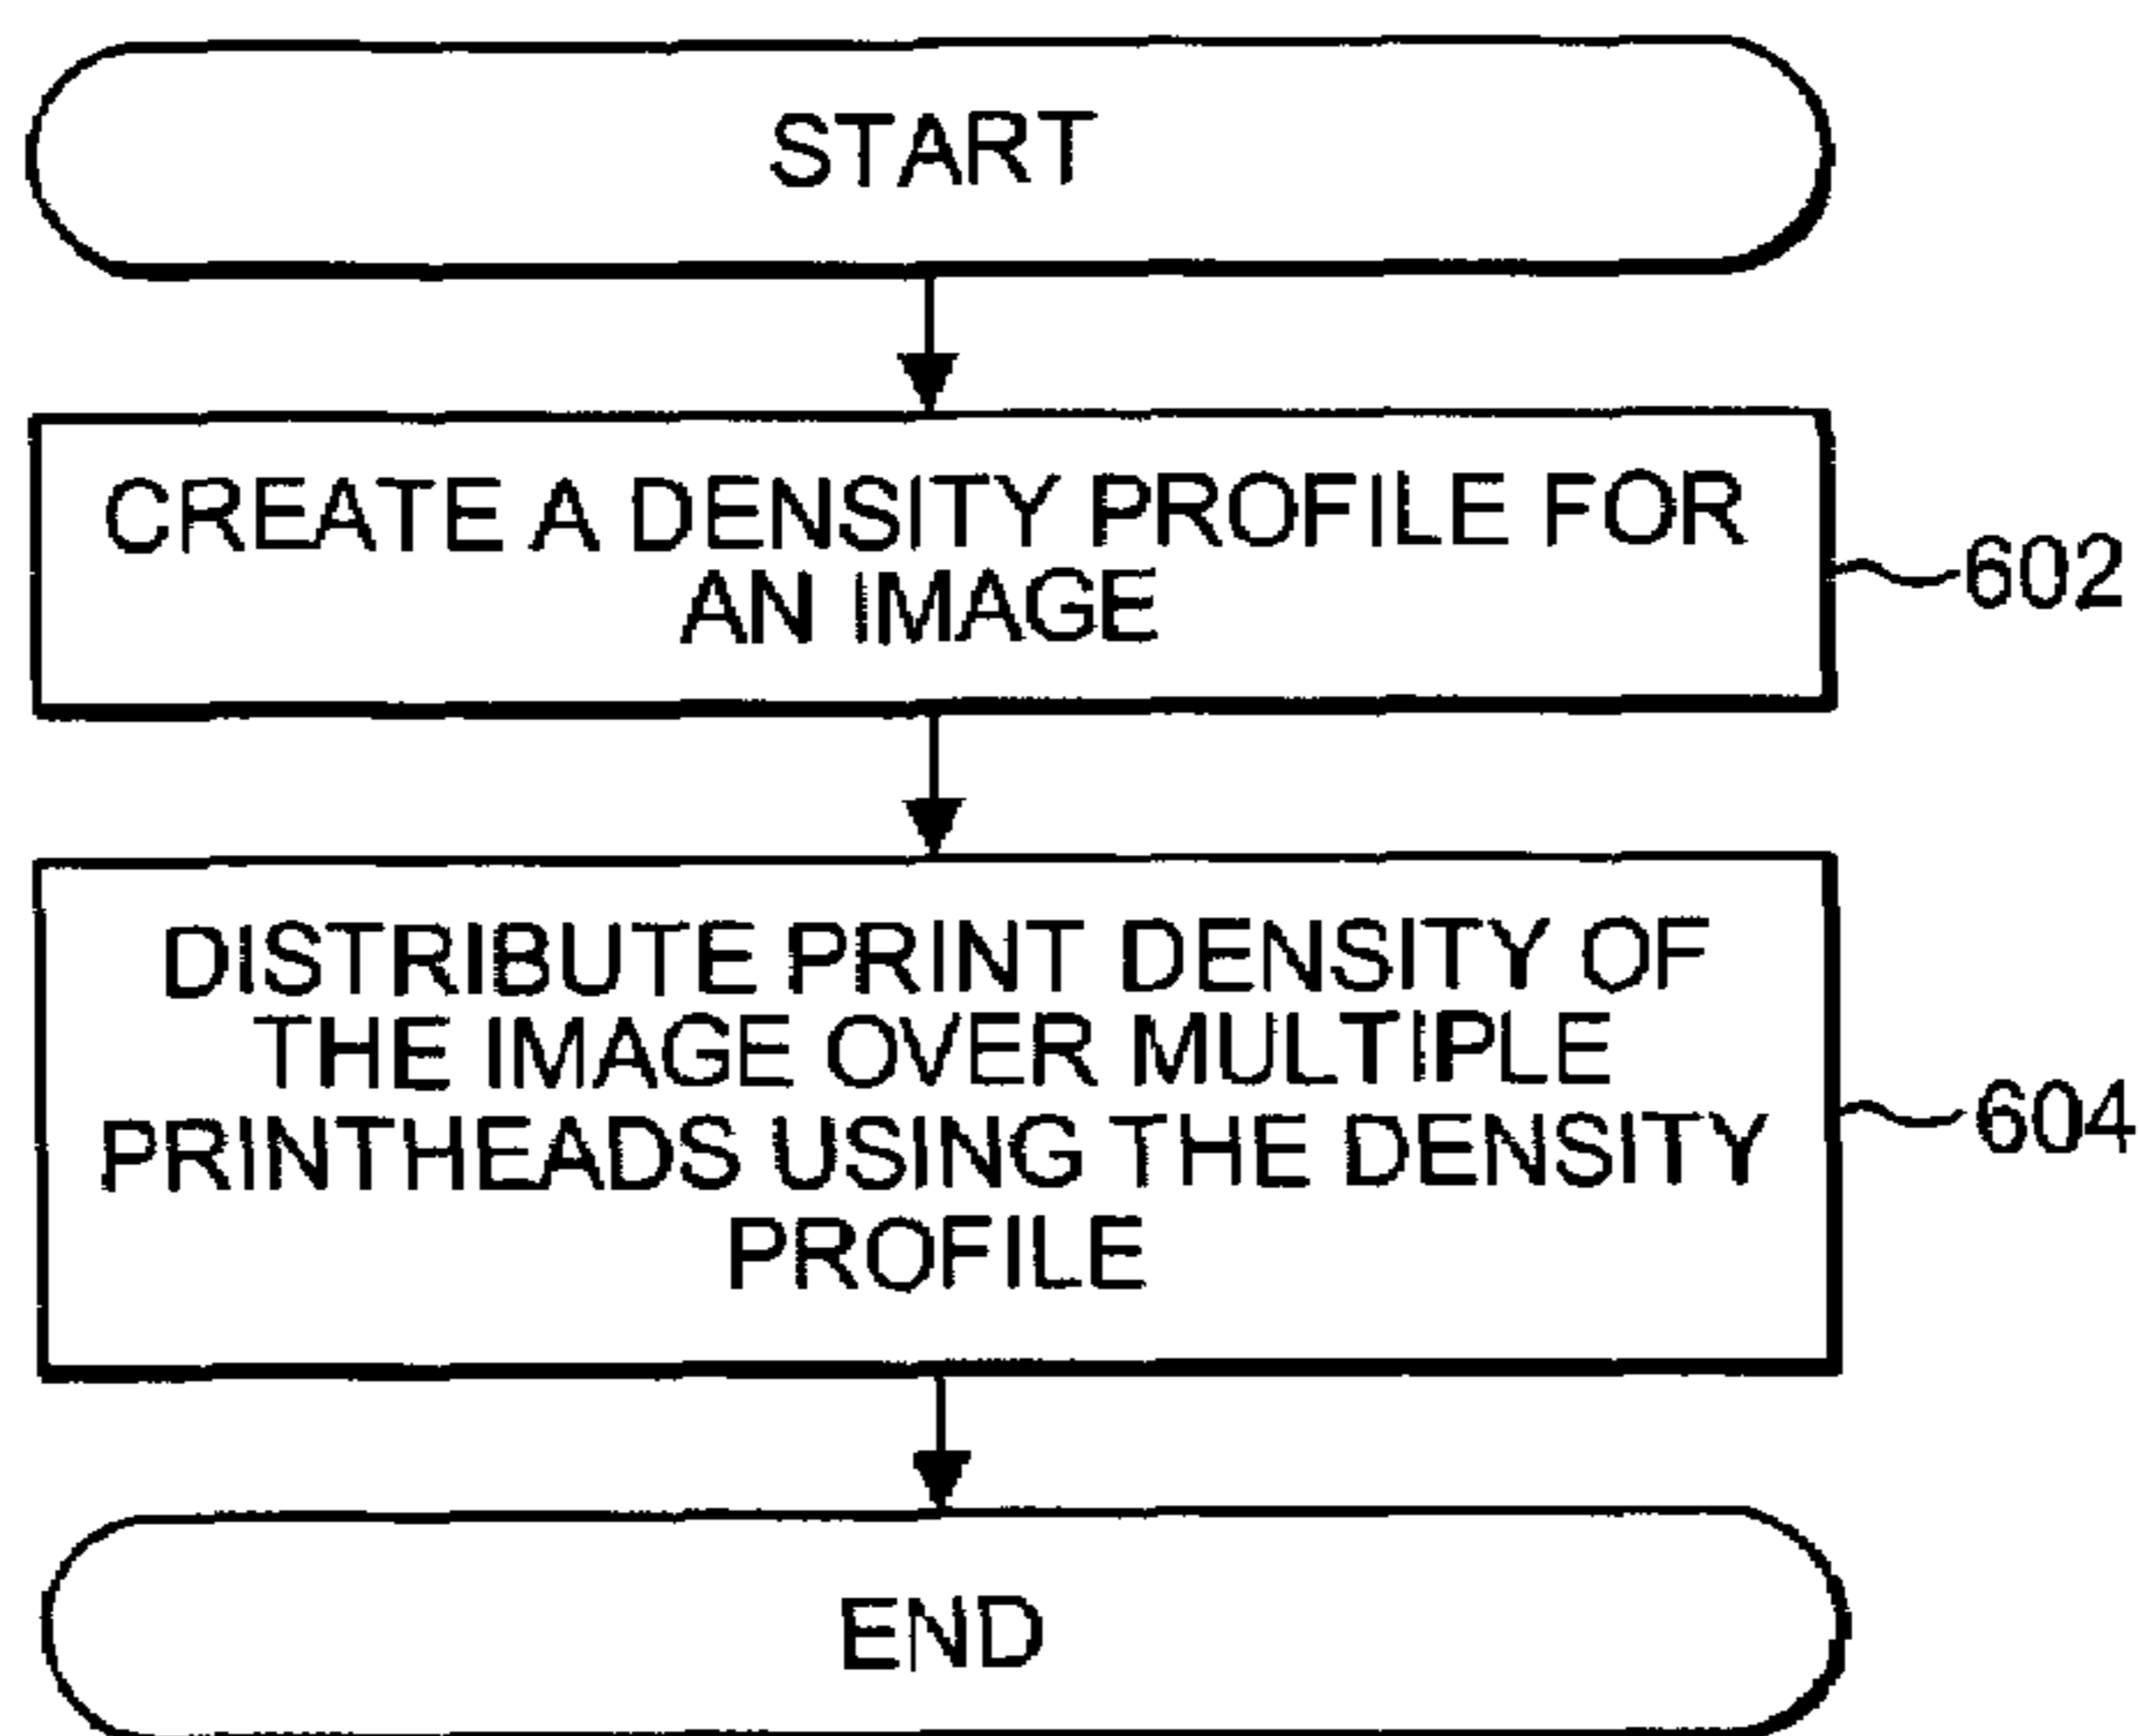 START
CREATE A DENSITY PROFILE FOR
AN IMAGE
602
DISTRIBUTE PRINT DENSITY OF
THE IMAGE OVER MULTIPLE
PRINTHEADS USING THE DENSITY
PROFILE
604
END